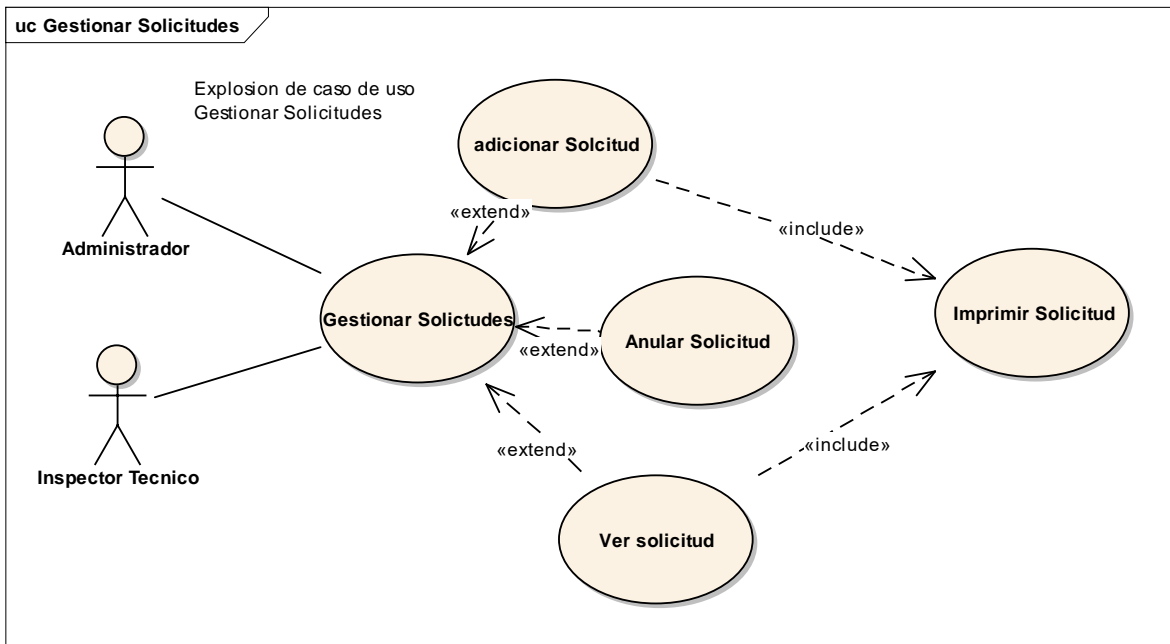 uc Gestionar Solicitudes
Explosion de caso de uso
Gestionar Solicitudes
adicionar Solcitud
«extend»
«include»
Administrador
Gestionar Solictudes
Anular Solicitud
Imprimir Solicitud
«extend»
Inspector Tecnico
«extend»
«include»
Ver solicitud